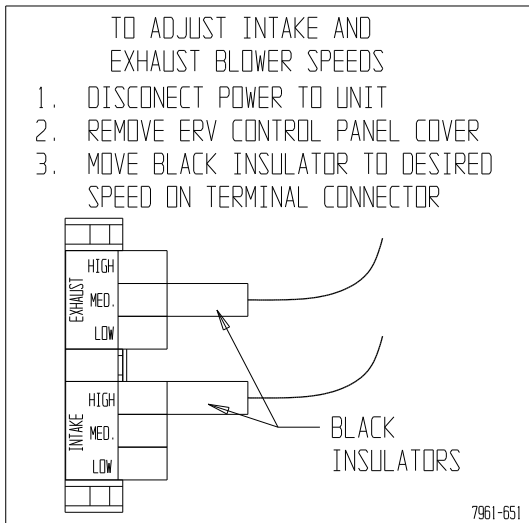 TO ADJUST INTAKE AND
EXHAUST BLOWER SPEEDS
1. DISCONECT POWER TO UNIT
2. REMOVE ERV CONTROL PANEL COVER
3. MOVE BLACK INSULATOR TO DESIRED
SPEED ON TERMINAL CONNECTOR
EXHAUST
HIGH
MED.
LOW
INTAKE
HIGH
MED.
LOW
BLACK
INSULATORS
7961-651